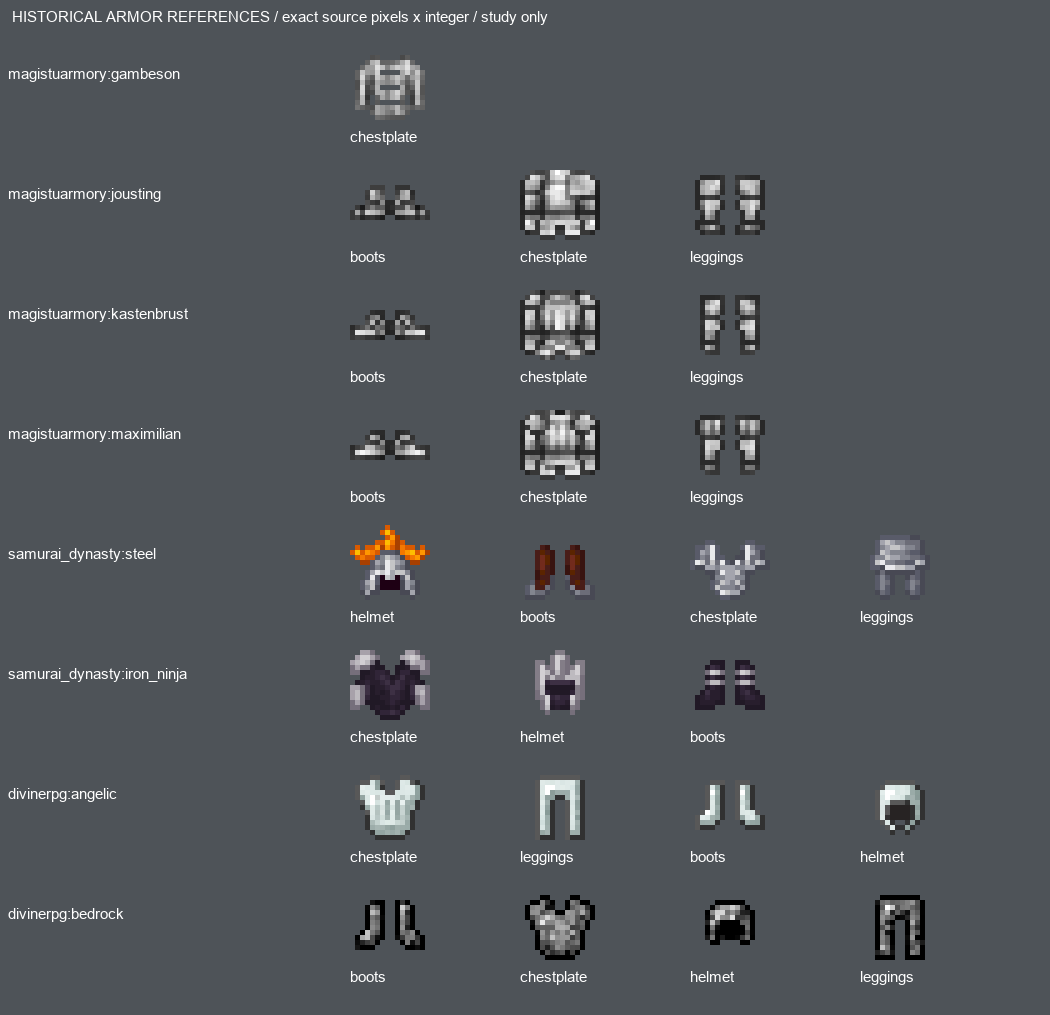 HISTORICAL ARMOR REFERENCES / exact source pixels x integer / study only
magistuarmory:gambeson
chestplate
magistuarmory:jousting
boots chestplate leggings
magistuarmory:kastenbrust
boots chestplate leggings
magistuarmory:maximilian
boots chestplate leggings
samurai_dynasty:steel
helmet boots chestplate leggings
samurai_dynasty:iron_ninja
chestplate helmet boots
divinerpg:angelic
chestplate leggings boots helmet
divinerpg:bedrock
boots chestplate helmet leggings